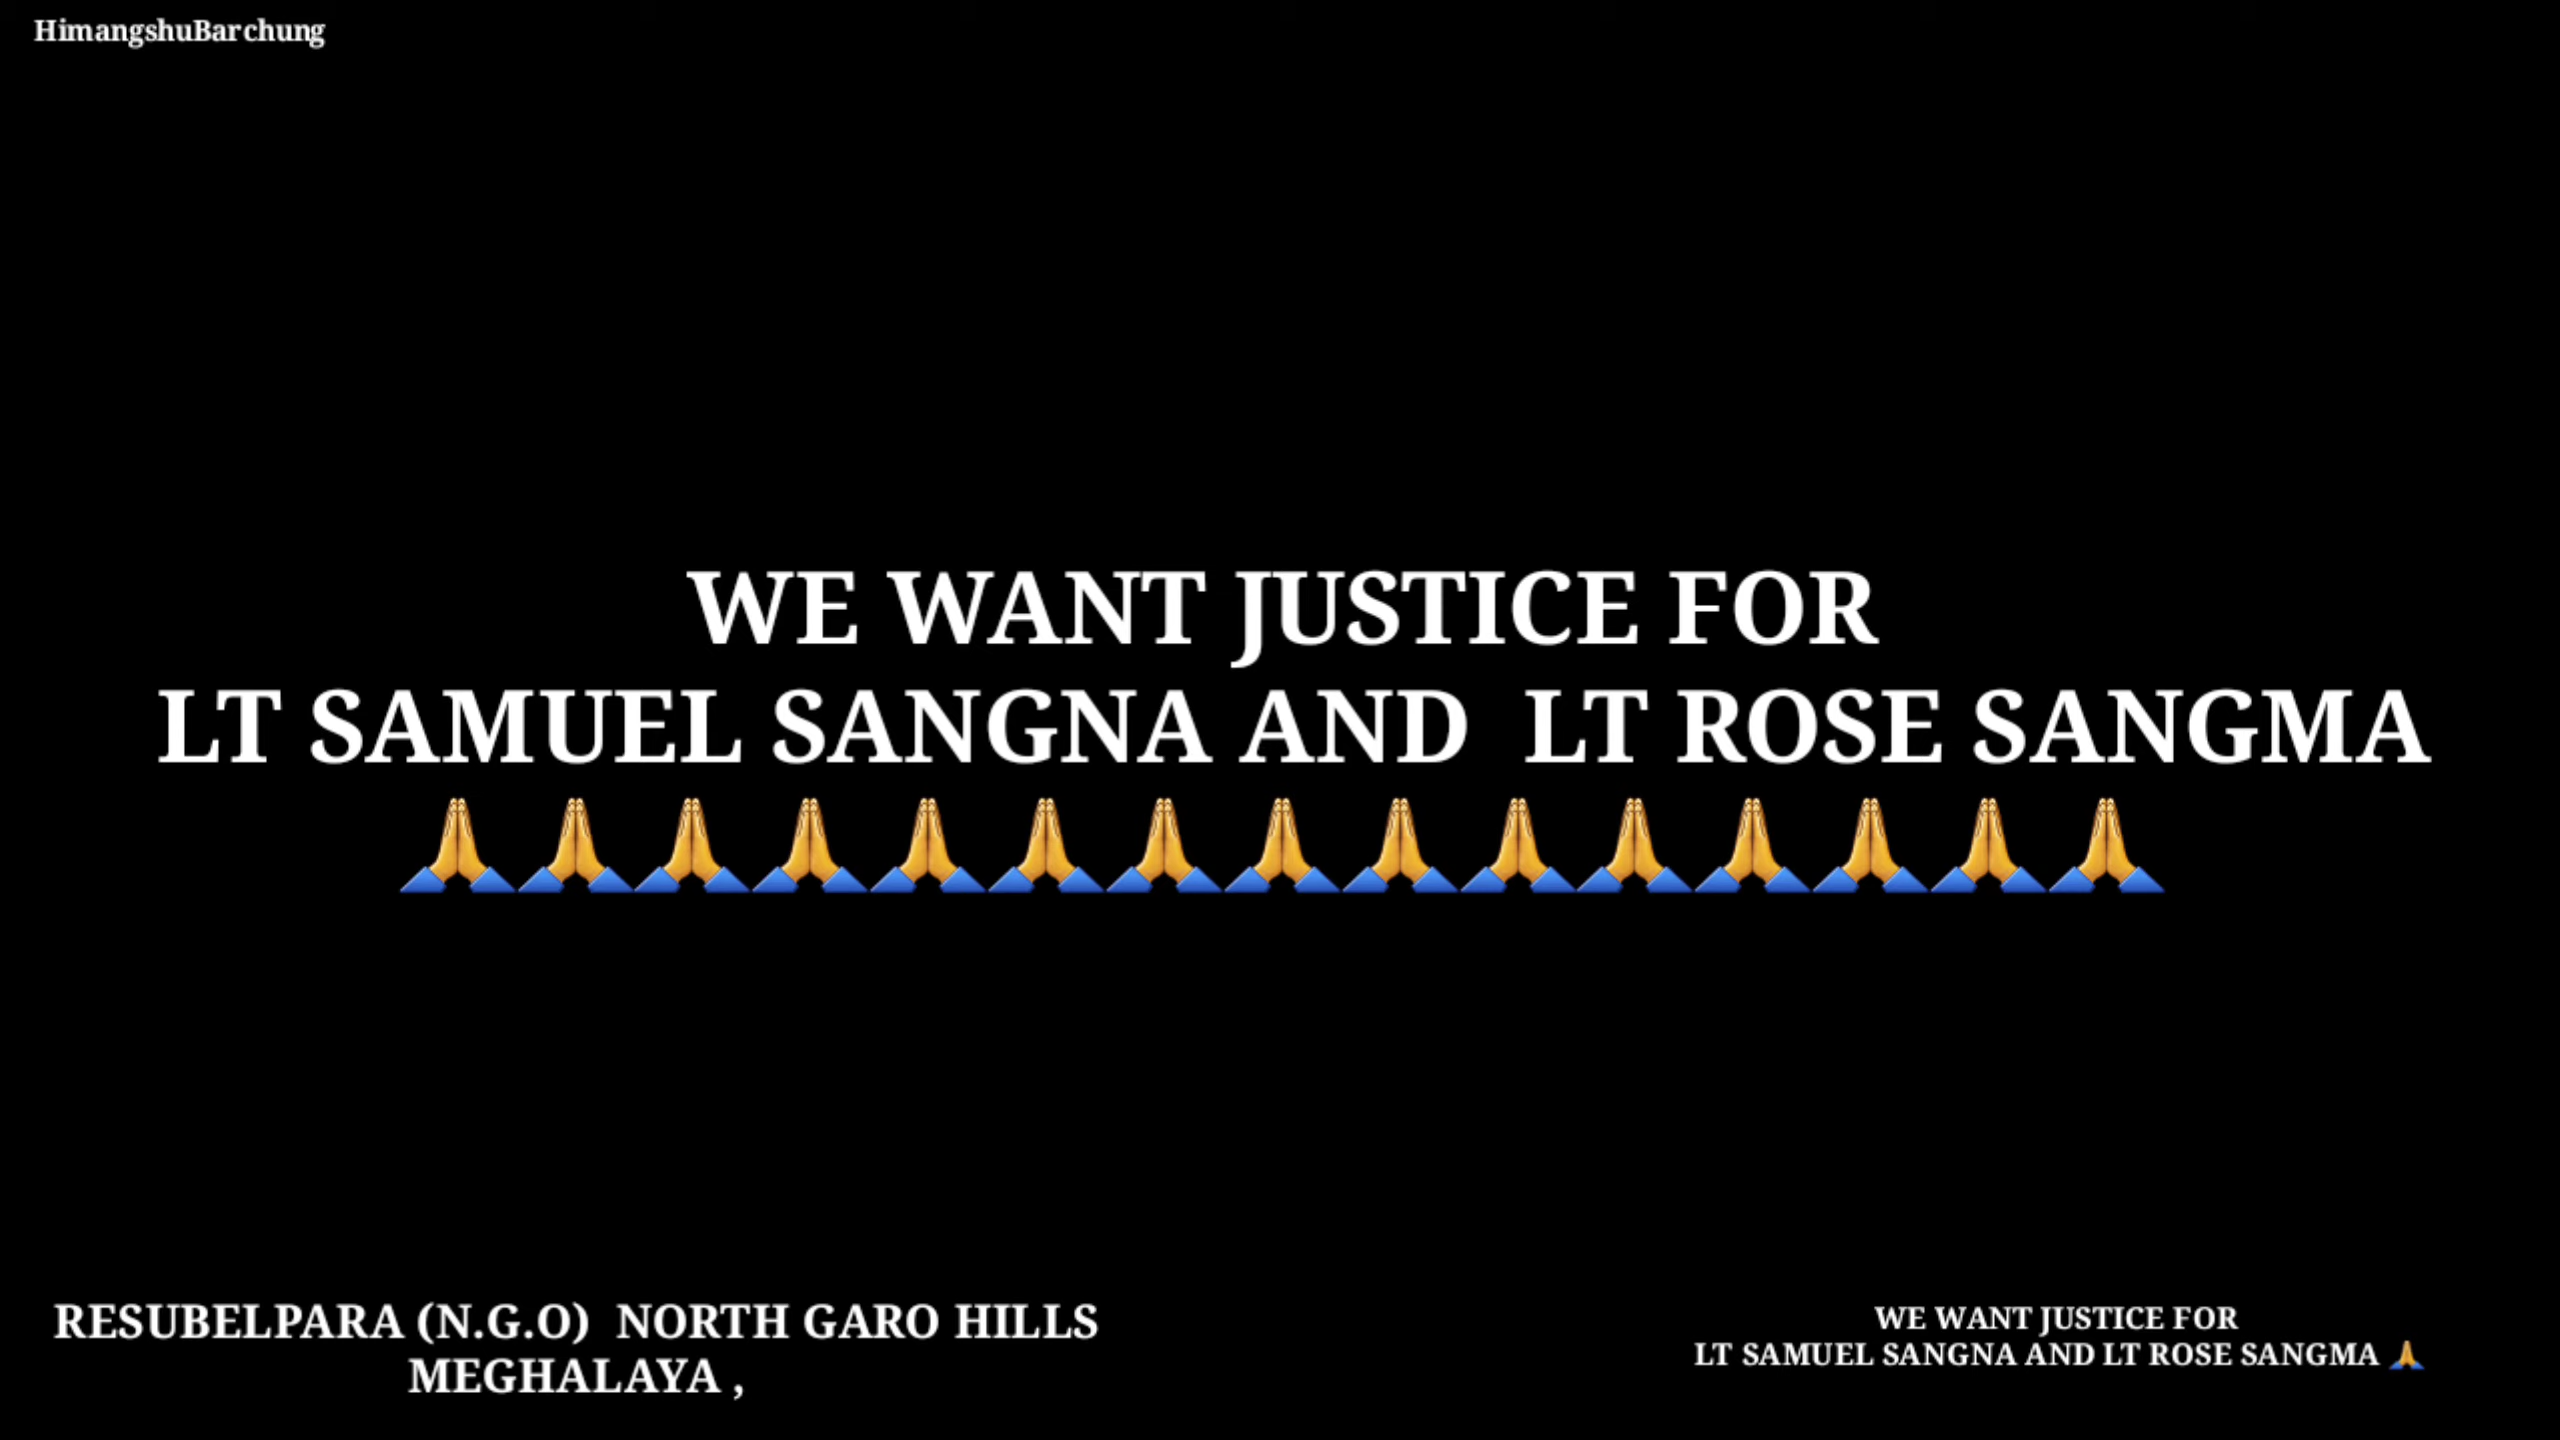 HimangshuBarchung
WE WANT JUSTICE FOR
LT SAMUEL SANGNA AND  LT ROSE SANGMA
🙏🙏🙏🙏🙏🙏🙏🙏🙏🙏🙏🙏🙏🙏🙏
RESUBELPARA (N.G.O)  NORTH GARO HILLS
MEGHALAYA ,
WE WANT JUSTICE FOR
LT SAMUEL SANGNA AND LT ROSE SANGMA 🙏